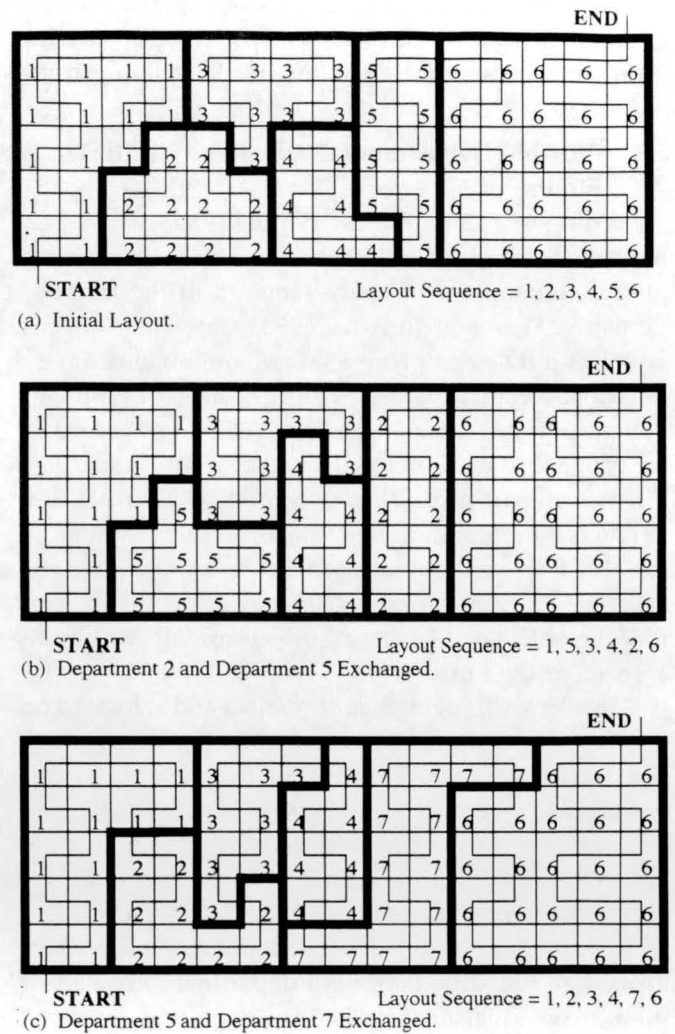 END
1 1 1 3 3 3 3 5 5 6 6 6 6 6
1 1 1 3 3 3 3 5 5 6 6 6 6 6
1 1 2 2 3 4 4 5 5 6 6 6 6 6
1 1 2 2 2 2 4 4 5 5 6 6 6 6 6
1 1 2 2 2 2 4 4 4 5 6 6 6 6 6
START Layout Sequence = 1, 2, 3, 4, 5, 6
(a) Initial Layout
END
1 1 1 3 3 3 3 2 2 6 6 6 6 6
1 1 1 1 3 3 4 3 2 2 6 6 6 6 6
1 1 1 5 3 3 4 4 2 2 6 6 6 6 6
1 1 5 5 5 5 4 4 2 2 6 6 6 6 6
1 1 5 5 5 5 4 4 2 2 6 6 6 6 6
START Layout Sequence = 1, 5, 3, 4, 2, 6
(b) Department 2 and Department 5 Exchanged.
END
1 1 1 1 3 3 3 4 7 7 7 7 6 6 6
1 1 1 1 3 3 4 4 7 7 6 6 6 6 6
1 1 2 2 3 3 4 4 7 7 6 6 6 6 6
1 1 2 2 3 2 4 4 7 7 6 6 6 6 6
1 1 2 2 2 2 7 7 7 7 6 6 6 6 6
START Layout Sequence = 1, 2, 3, 4, 7, 6
(c) Department 5 and Department 7 Exchanged.